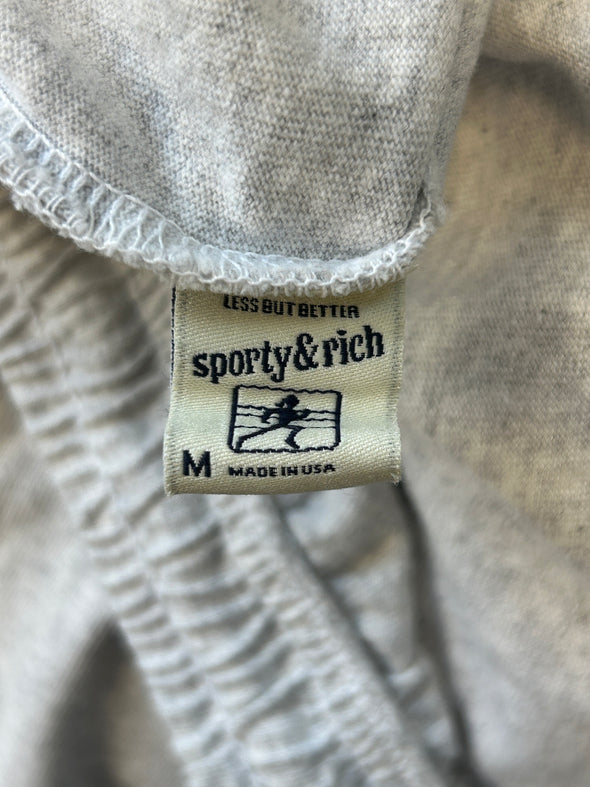 LESS BUT BETTER
sporty&rich
M MADE IN USA